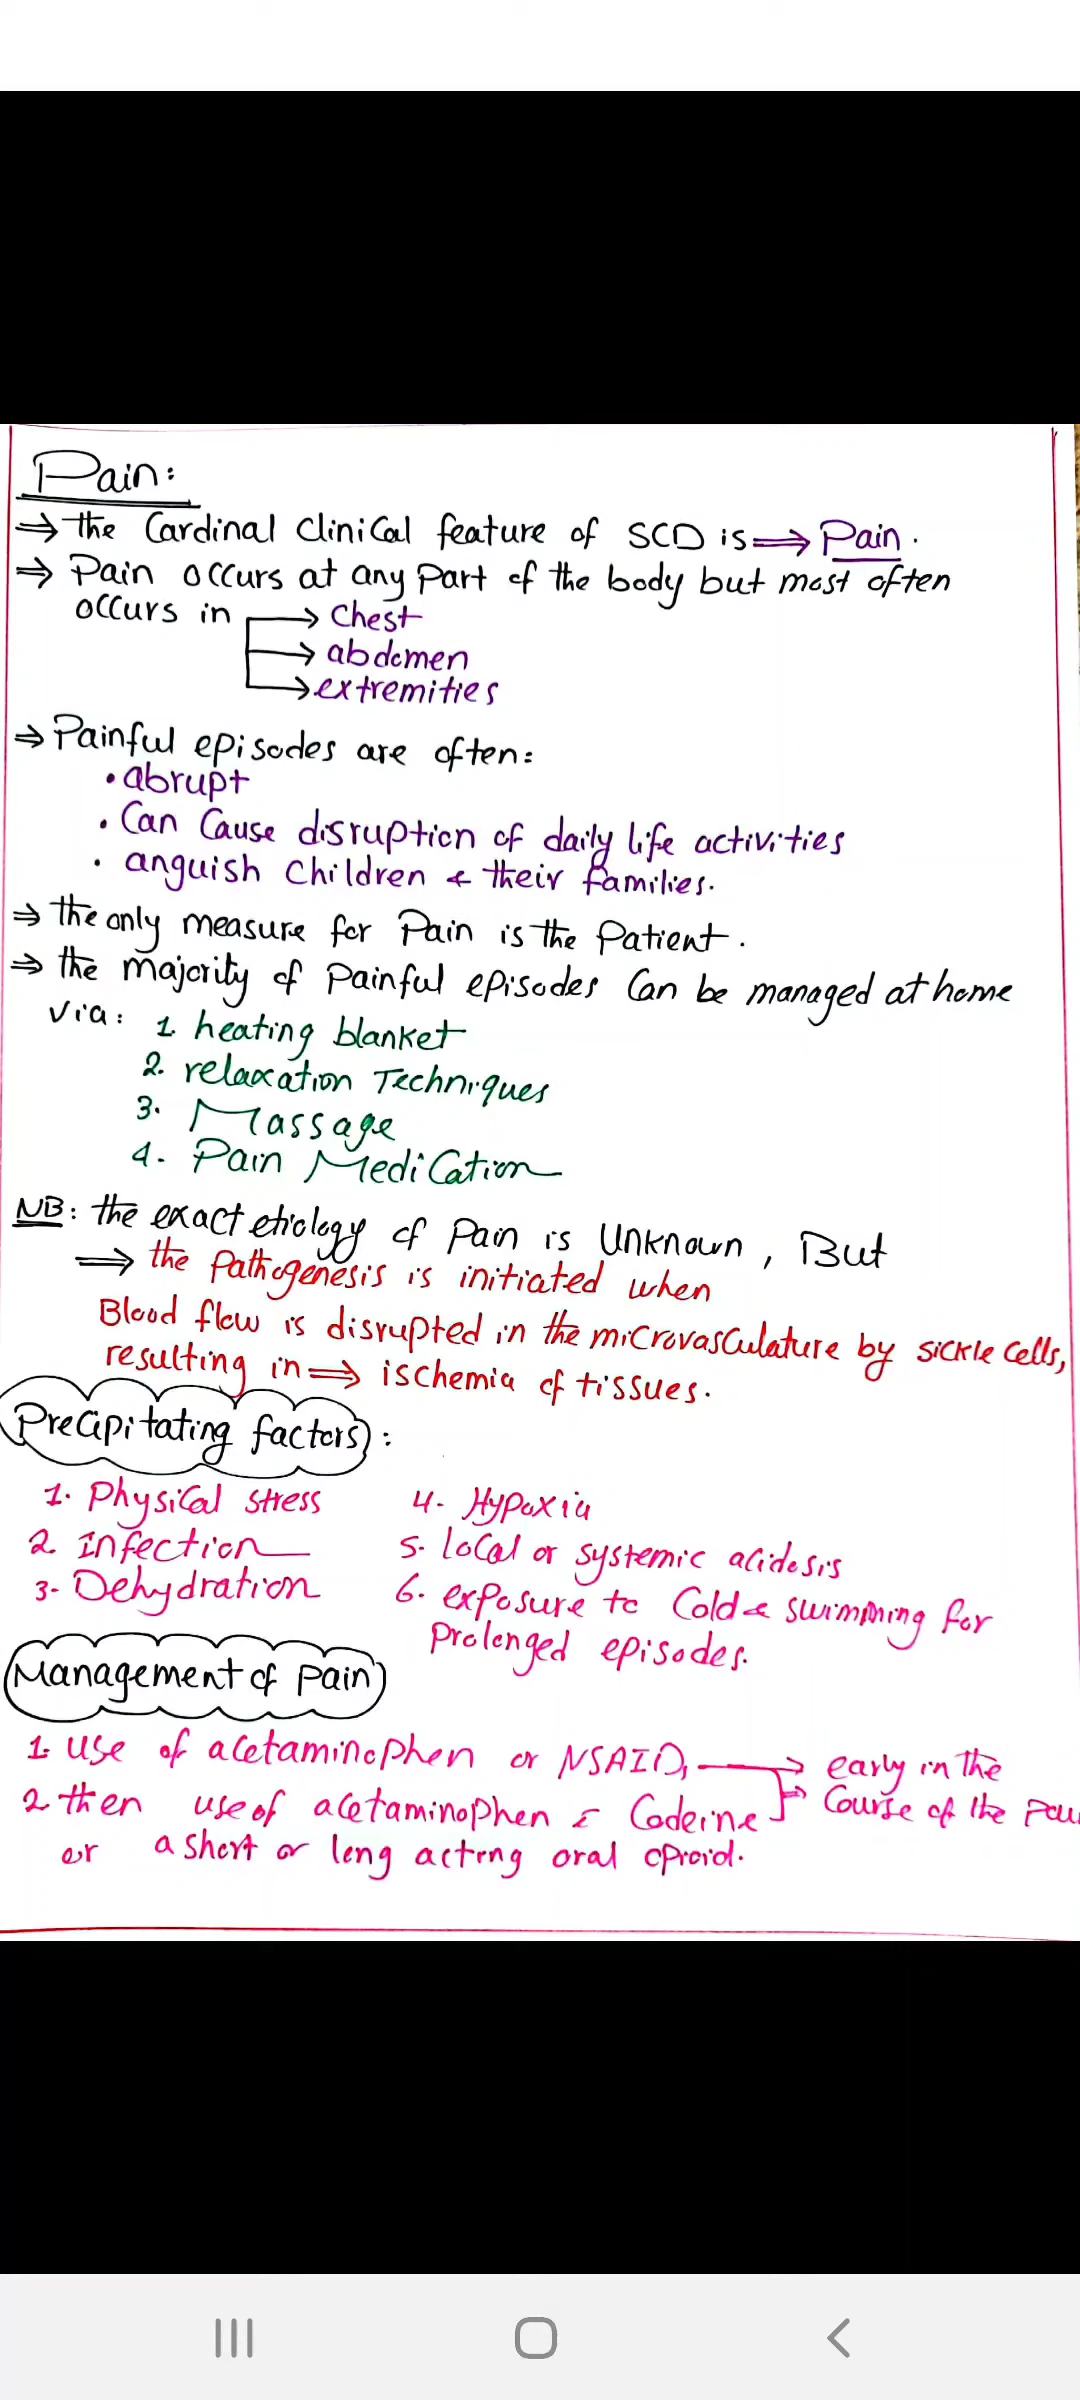 Pain:
⇒ the Cardinal Clinical feature of SCD is ⇒ Pain.
⇒ Pain occurs at any part of the body but most often
occurs in → Chest
→ abdomen
→ extremities
⇒ Painful episodes are often:
• abrupt
• Can Cause disruption of daily life activities
• anguish Children & their families.
⇒ the only measure for Pain is the Patient.
⇒ the majority of Painful episodes Can be managed at home
via: 1. heating blanket
2. relaxation Techniques
3. Massage
4. Pain Medication
NB: the exact etiology of Pain is Unknown, But
⇒ the Pathogenesis is initiated when
Blood flow is disrupted in the microvasculature by sickle cells,
resulting in ⇒ ischemia of tissues.
Precipitating factors:
1. Physical stress
2. Infection
3- Dehydration
4- Hypoxia
5- local or systemic acidosis
6- exposure to Cold & swimming for
Prolonged episodes.
Management of Pain
1. use of acetaminophen or NSAID, → early in the
2. then use of acetaminophen Codeine → Course of the
or a short or long acting oral opioid.